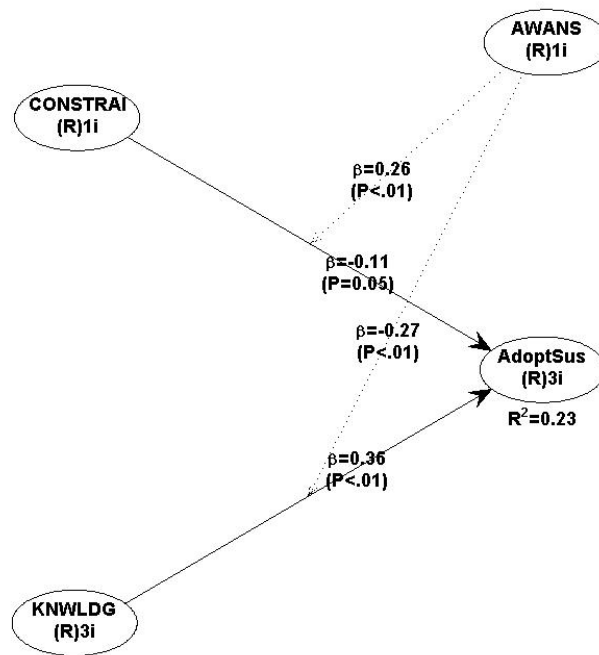 AWANS
(R)1i
CONSTRAI
(R)1i
β=0.26
(P<.01)
β=-0.11
(P=0.05)
β=-0.27
(P<.01)
AdoptSus
(R)3i
R²=0.23
β=0.36
(P<.01)
KNWLDG
(R)3i